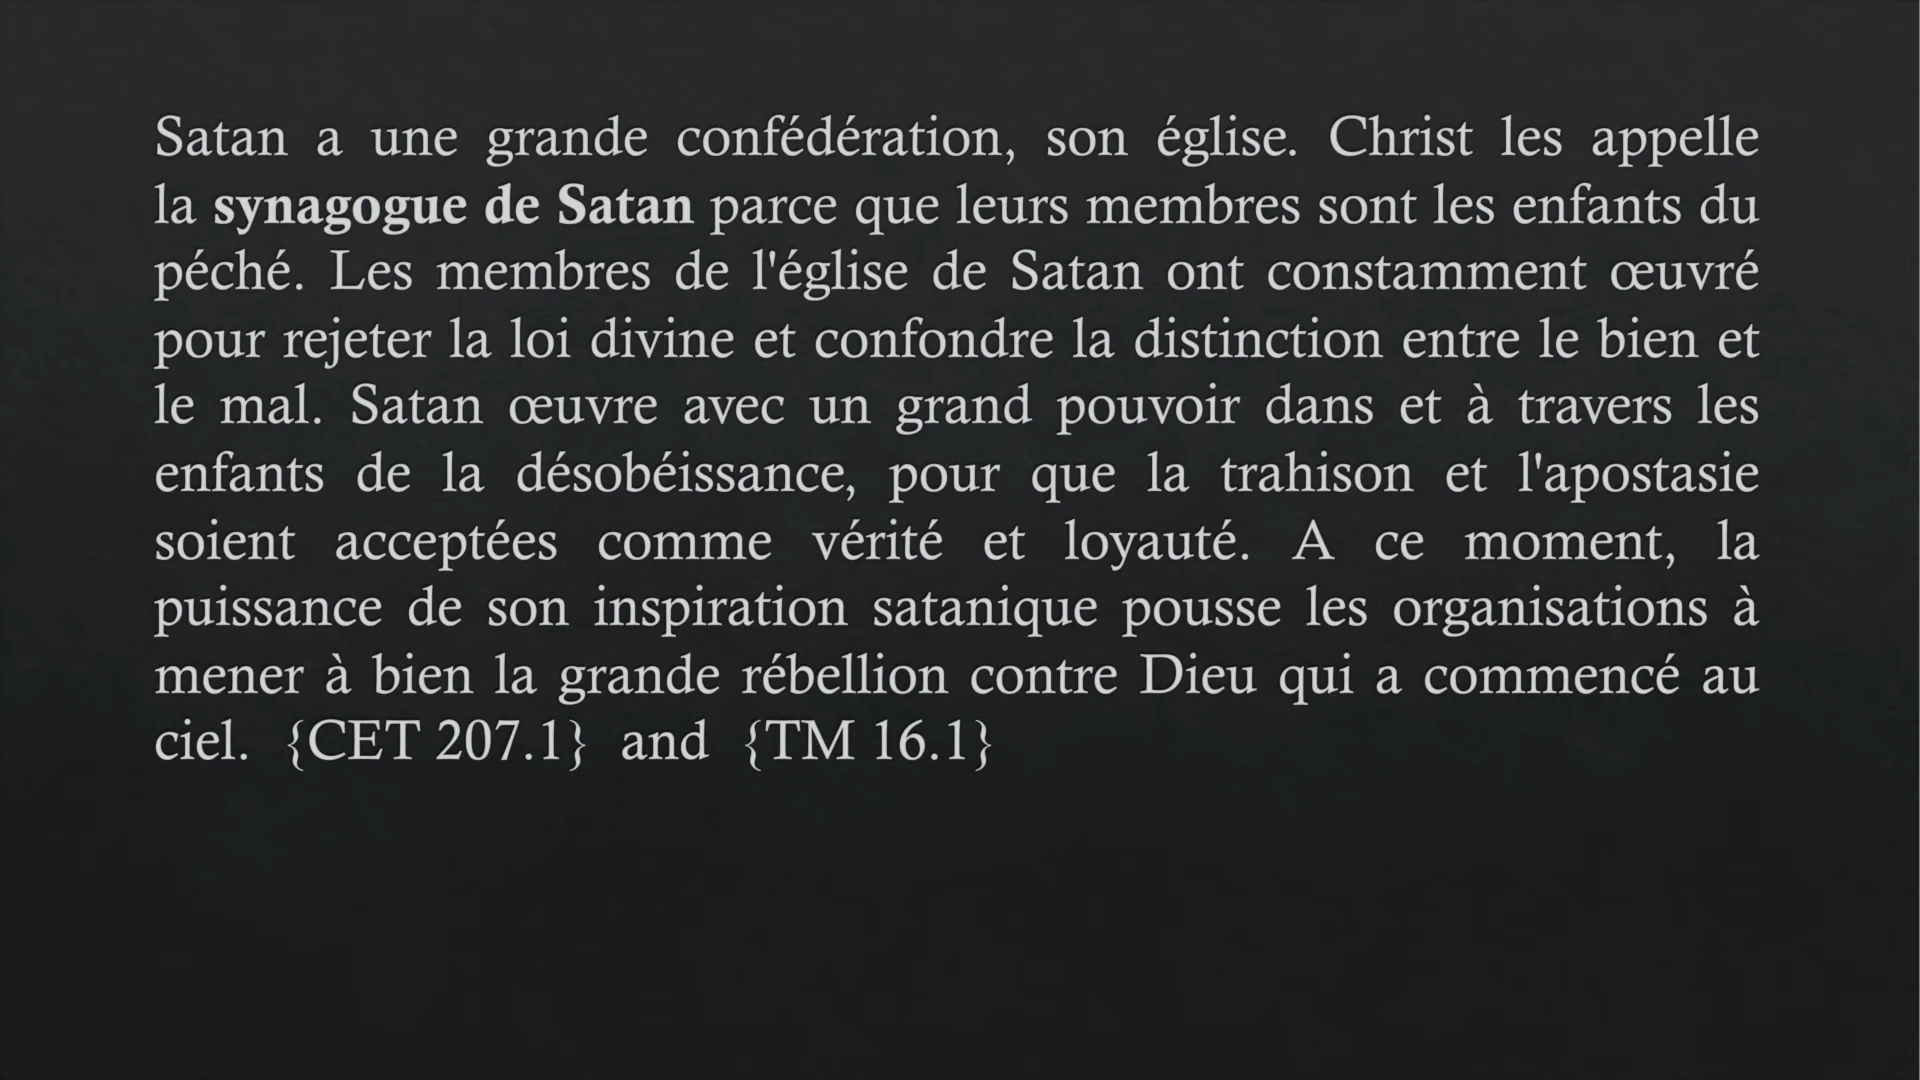 Satan a une grande confédération, son église. Christ les appelle
la synagogue de Satan parce que leurs membres sont les enfants du
péché. Les membres de l'église de Satan ont constamment œuvré
pour rejeter la loi divine et confondre la distinction entre le bien et
le mal. Satan œuvre avec un grand pouvoir dans et à travers les
enfants de la désobéissance, pour que la trahison et l'apostasie
soient acceptées comme vérité et loyauté. A ce moment, la
puissance de son inspiration satanique pousse les organisations à
mener à bien la grande rébellion contre Dieu qui a commencé au
ciel. {CET 207.1} and {TM 16.1}